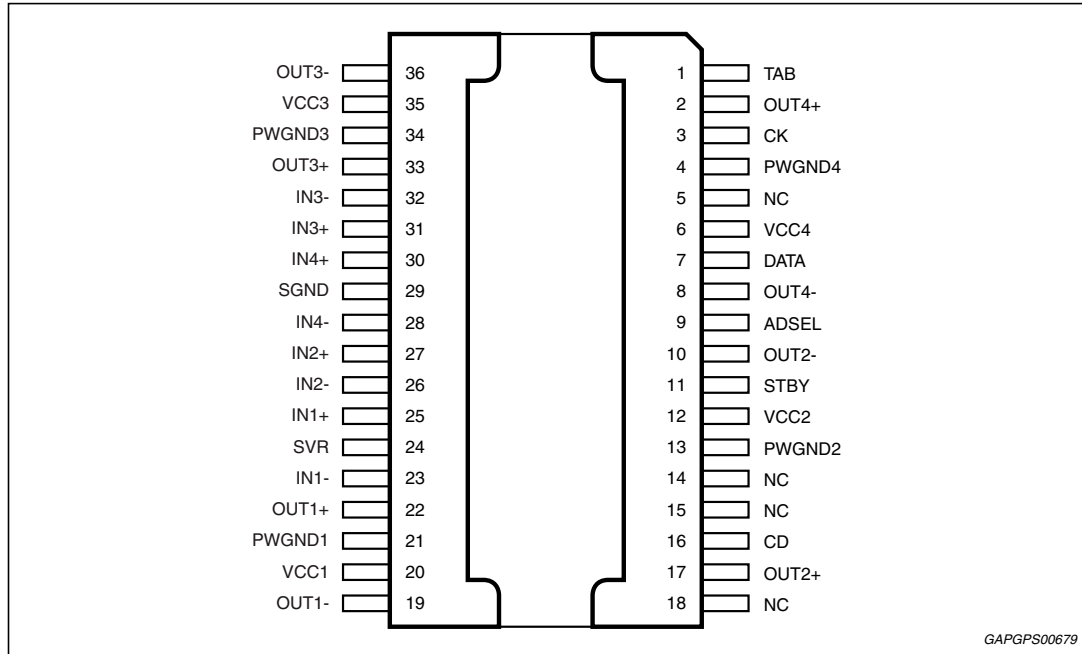 OUT3- 36 1 TAB
VCC3 35 2 OUT4+
PWGND3 34 3 CK
OUT3+ 33 4 PWGND4
IN3- 32 5 NC
IN3+ 31 6 VCC4
IN4+ 30 7 DATA
SGND 29 8 OUT4-
IN4- 28 9 ADSEL
IN2+ 27 10 OUT2-
IN2- 26 11 STBY
IN1+ 25 12 VCC2
SVR 24 13 PWGND2
IN1- 23 14 NC
OUT1+ 22 15 NC
PWGND1 21 16 CD
VCC1 20 17 OUT2+
OUT1- 19 18 NC
GAPGPS00679